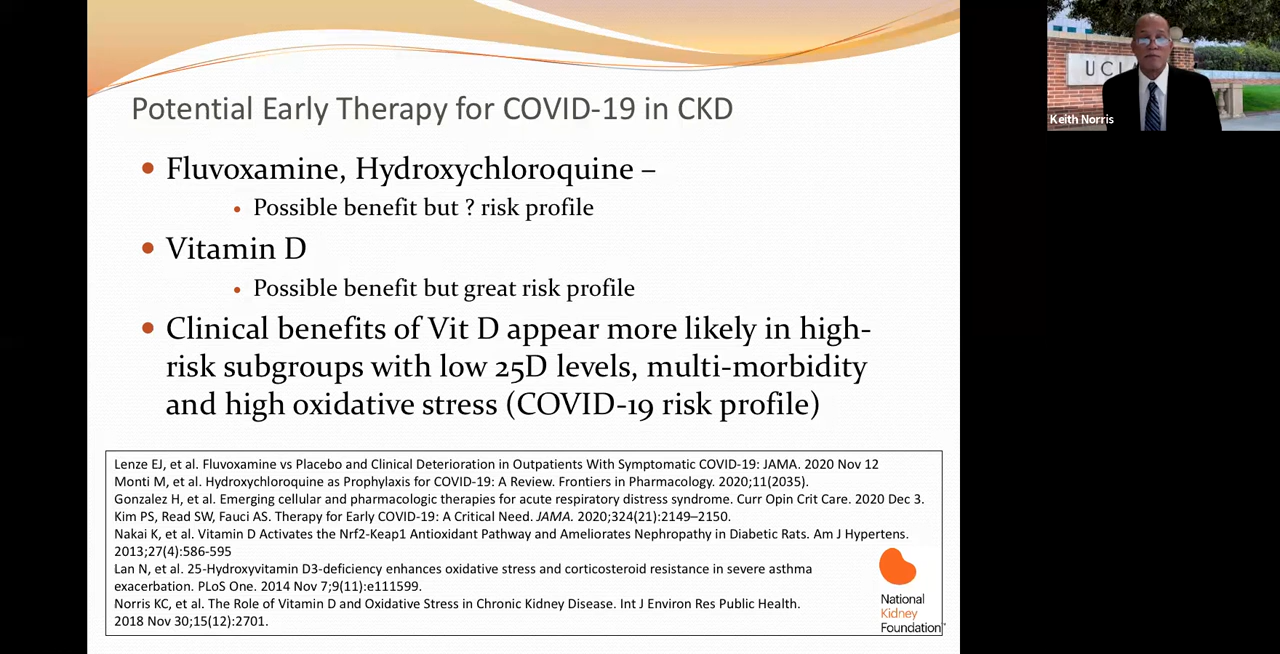 Potential Early Therapy for COVID-19 in CKD
• Fluvoxamine, Hydroxychloroquine –
• Possible benefit but ? risk profile
• Vitamin D
• Possible benefit but great risk profile
• Clinical benefits of Vit D appear more likely in high-
risk subgroups with low 25D levels, multi-morbidity
and high oxidative stress (COVID-19 risk profile)
Lenze EJ, et al. Fluvoxamine vs Placebo and Clinical Deterioration in Outpatients With Symptomatic COVID-19: JAMA. 2020 Nov 12
Monti M, et al. Hydroxychloroquine as Prophylaxis for COVID-19: A Review. Frontiers in Pharmacology. 2020;11(2035).
Gonzalez H, et al. Emerging cellular and pharmacologic therapies for acute respiratory distress syndrome. Curr Opin Crit Care. 2020 Dec 3.
Kim PS, Read SW, Fauci AS. Therapy for Early COVID-19: A Critical Need. JAMA. 2020;324(21):2149–2150.
Nakai K, et al. Vitamin D Activates the Nrf2-Keap1 Antioxidant Pathway and Ameliorates Nephropathy in Diabetic Rats. Am J Hypertens.
2013;27(4):586-595
Lan N, et al. 25-Hydroxyvitamin D3-deficiency enhances oxidative stress and corticosteroid resistance in severe asthma
exacerbation. PLoS One. 2014 Nov 7;9(11):e111599.
Norris KC, et al. The Role of Vitamin D and Oxidative Stress in Chronic Kidney Disease. Int J Environ Res Public Health.
2018 Nov 30;15(12):2701.
National
Kidney
Foundation™
UCL
Keith Norris